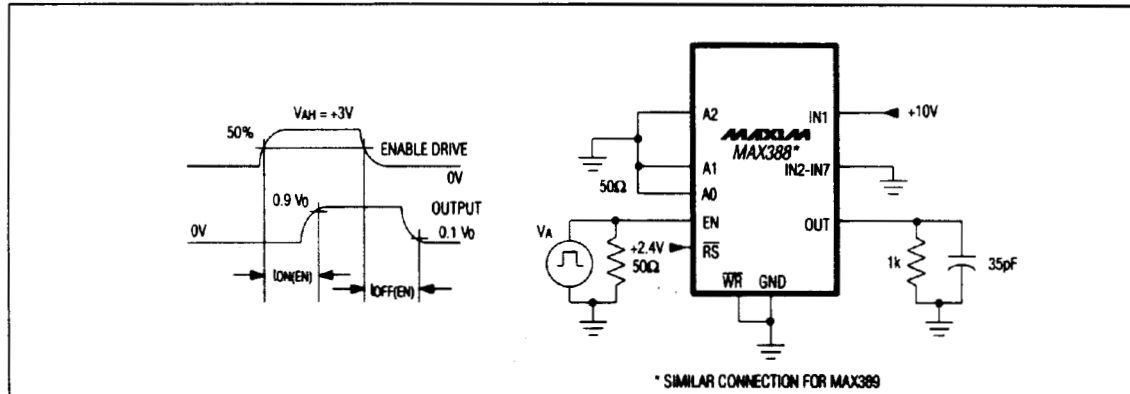 VAH = +3V
50%
ENABLE DRIVE
0V
0.9 VO
OUTPUT
0V
0.1 VO
tON(EN)
tOFF(EN)
A2
IN1
+10V
MAXIM
MAX388*
A1
IN2-IN7
50Ω
A0
EN
OUT
VA
+2.4V
RS
50Ω
1k
35pF
WR GND
* SIMILAR CONNECTION FOR MAX389